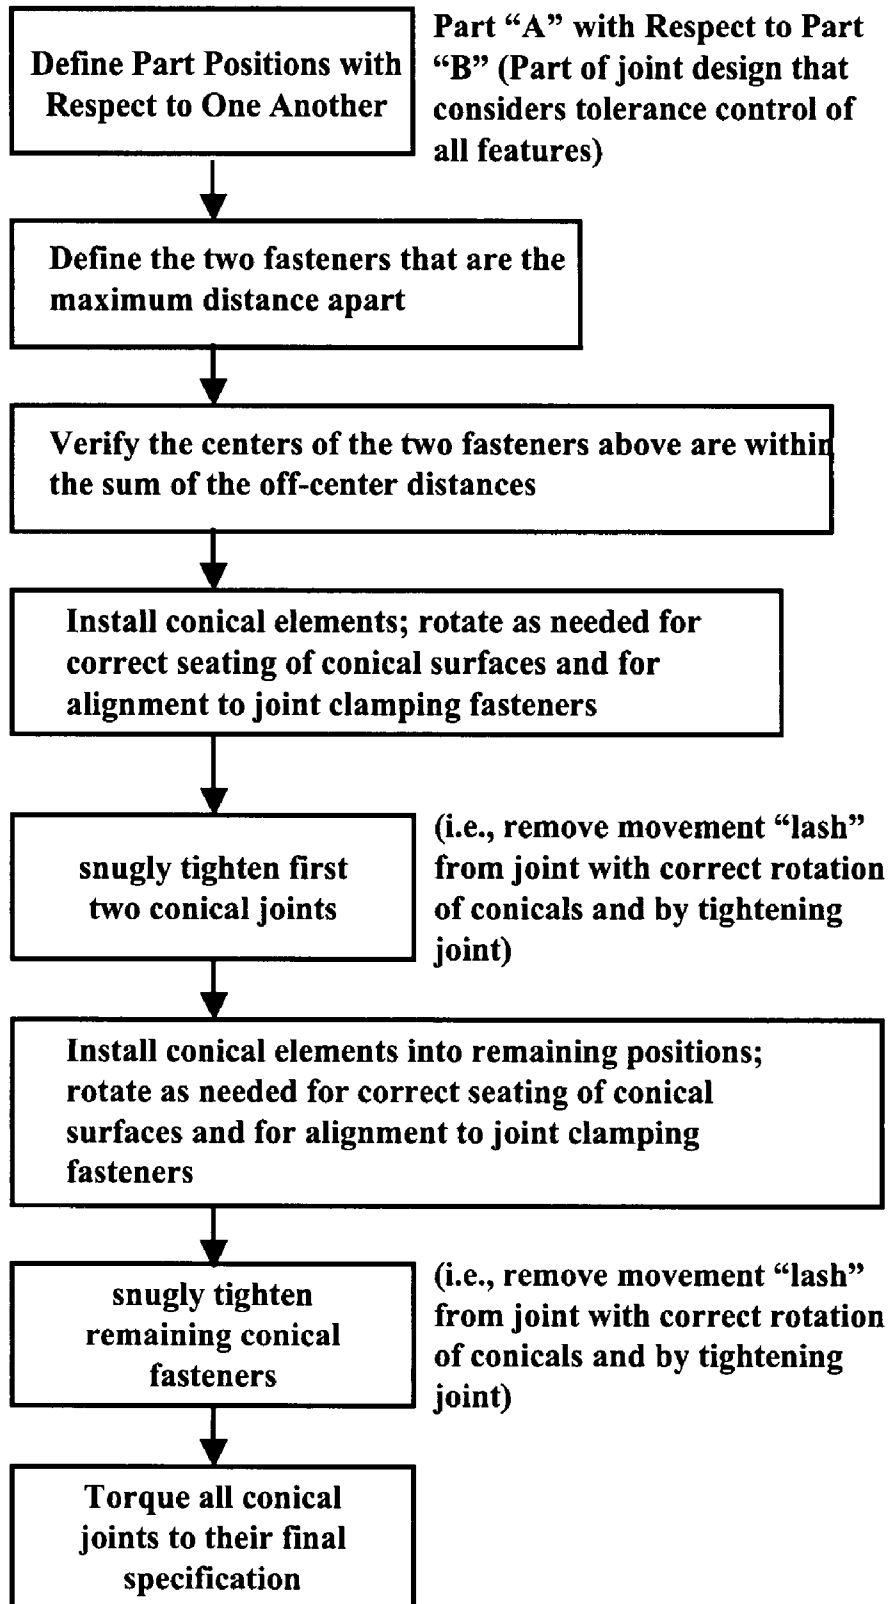 Define Part Positions with
Respect to One Another
Part “A” with Respect to Part
“B” (Part of joint design that
considers tolerance control of
all features)
Define the two fasteners that are the
maximum distance apart
Verify the centers of the two fasteners above are within
the sum of the off-center distances
Install conical elements; rotate as needed for
correct seating of conical surfaces and for
alignment to joint clamping fasteners
snugly tighten first
two conical joints
(i.e., remove movement “lash”
from joint with correct rotation
of conicals and by tightening
joint)
Install conical elements into remaining positions;
rotate as needed for correct seating of conical
surfaces and for alignment to joint clamping
fasteners
snugly tighten
remaining conical
fasteners
(i.e., remove movement “lash”
from joint with correct rotation
of conicals and by tightening
joint)
Torque all conical
joints to their final
specification